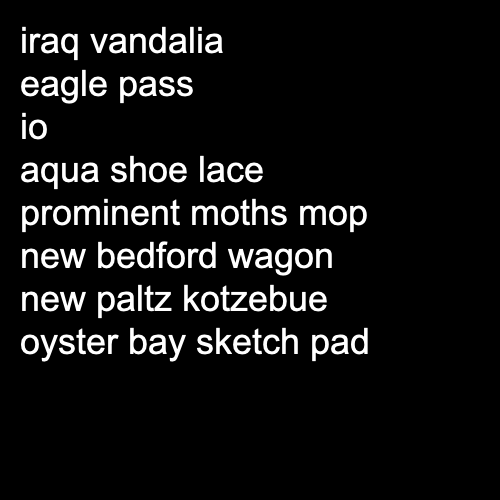 iraq vandalia
eagle pass
io
aqua shoe lace
prominent moths mop
new bedford wagon
new paltz kotzebue
oyster bay sketch pad